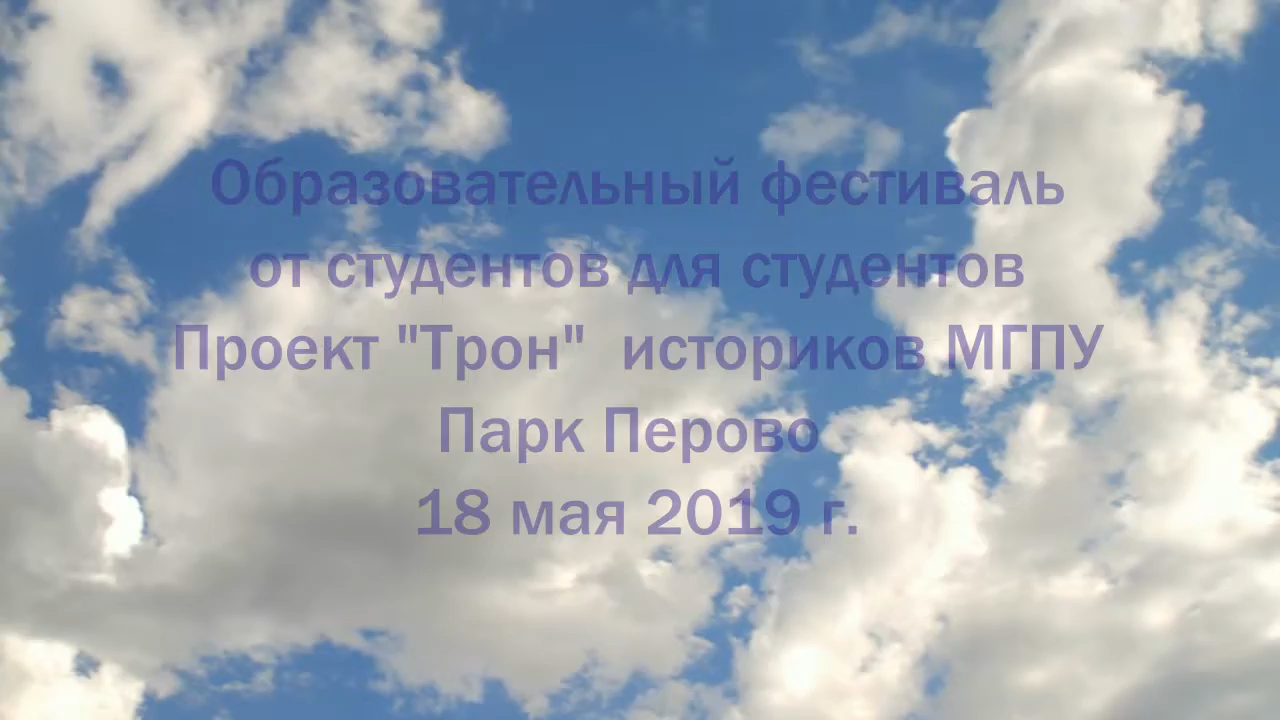 Образовательный фестиваль
от студентов для студентов
Проект "Трон" историков МГПУ
Парк Перово
18 мая 2019 г.